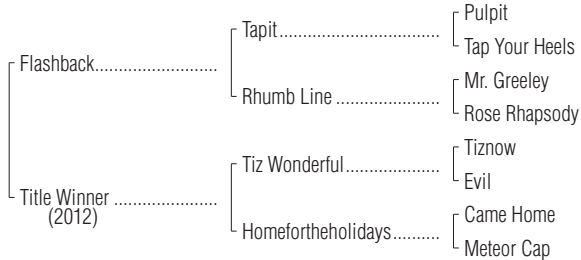 Pulpit
Tapit
Tap Your Heels
Flashback
Mr. Greeley
Rhumb Line
Rose Rhapsody
Tiznow
Tiz Wonderful
Evil
Title Winner
(2012)
Came Home
Homefortheholidays
Meteor Cap